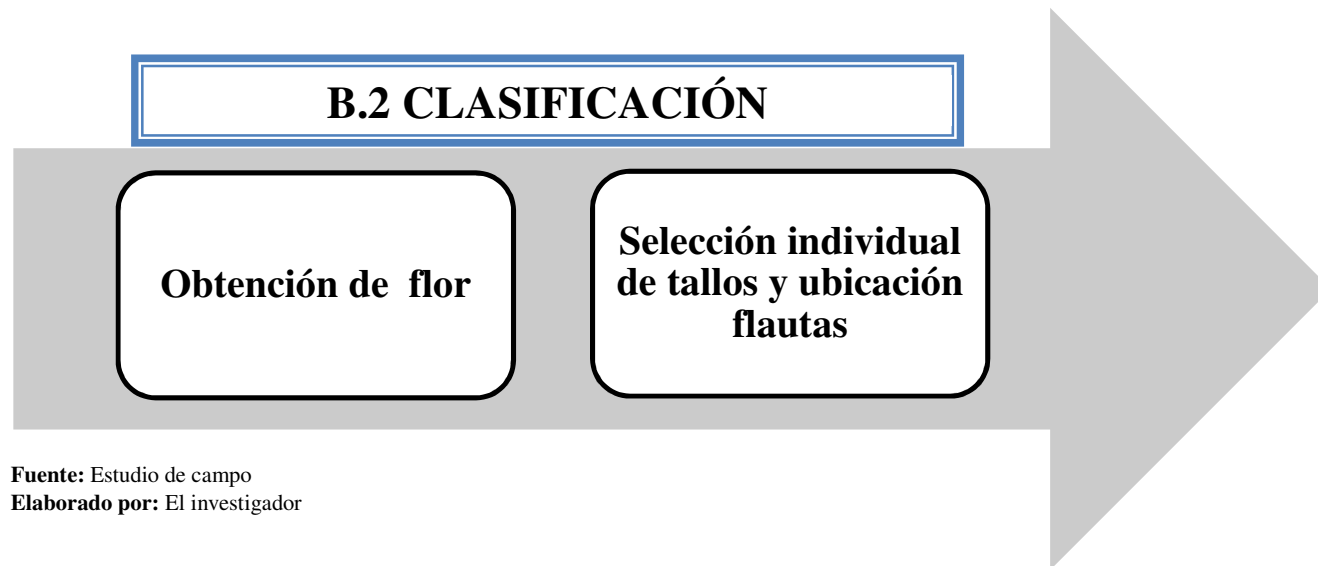 B.2 CLASIFICACIÓN
Obtención de  flor
Selección individual
de tallos y ubicación
flautas
Fuente: Estudio de campo
Elaborado por: El investigador